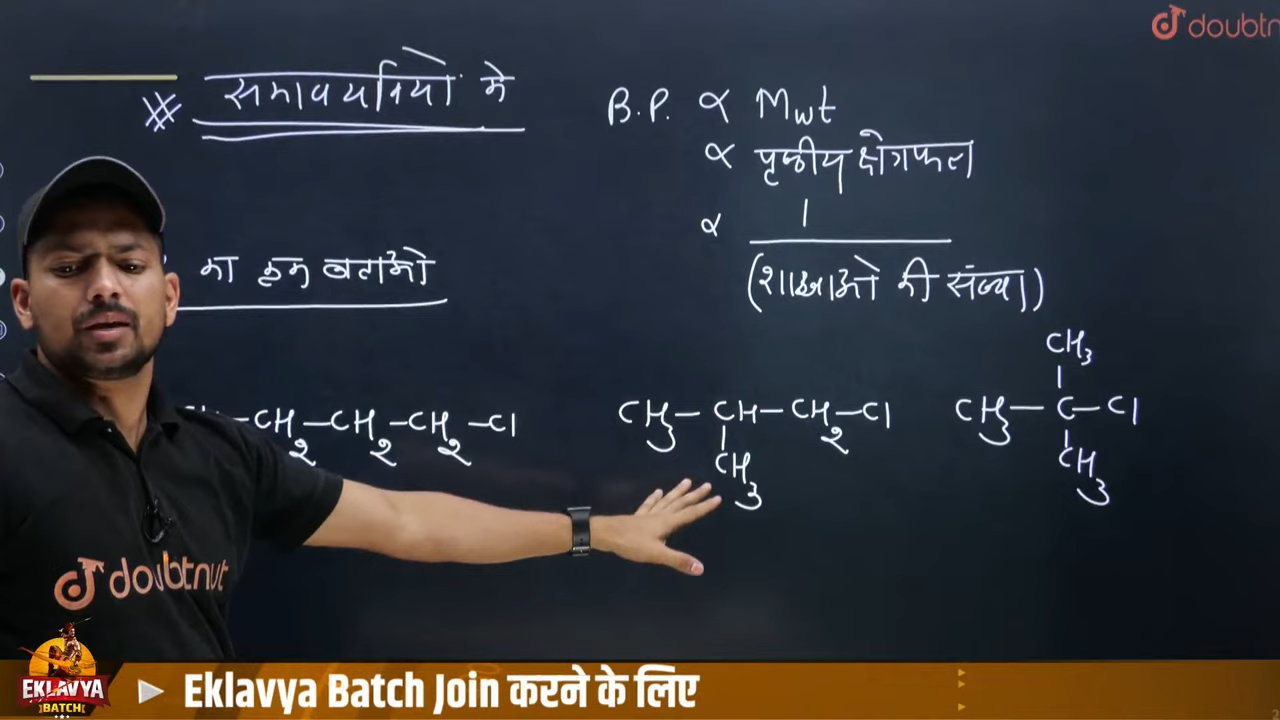 doubtn
समावयवियों में
B.P. ∝ Mwt
∝ पृष्ठीय क्षेत्रफल
∝ 1
(शाखाओं की संख्या)
का क्रम बताओ
CH₃
–CH₂–CH₂–CH₂–Cl
CH₃–CH–CH₂–Cl
CH₃–C–Cl
CH₃
CH₃
doubtnut
EKLAVYA
BATCH
Eklavya Batch Join करने के लिए